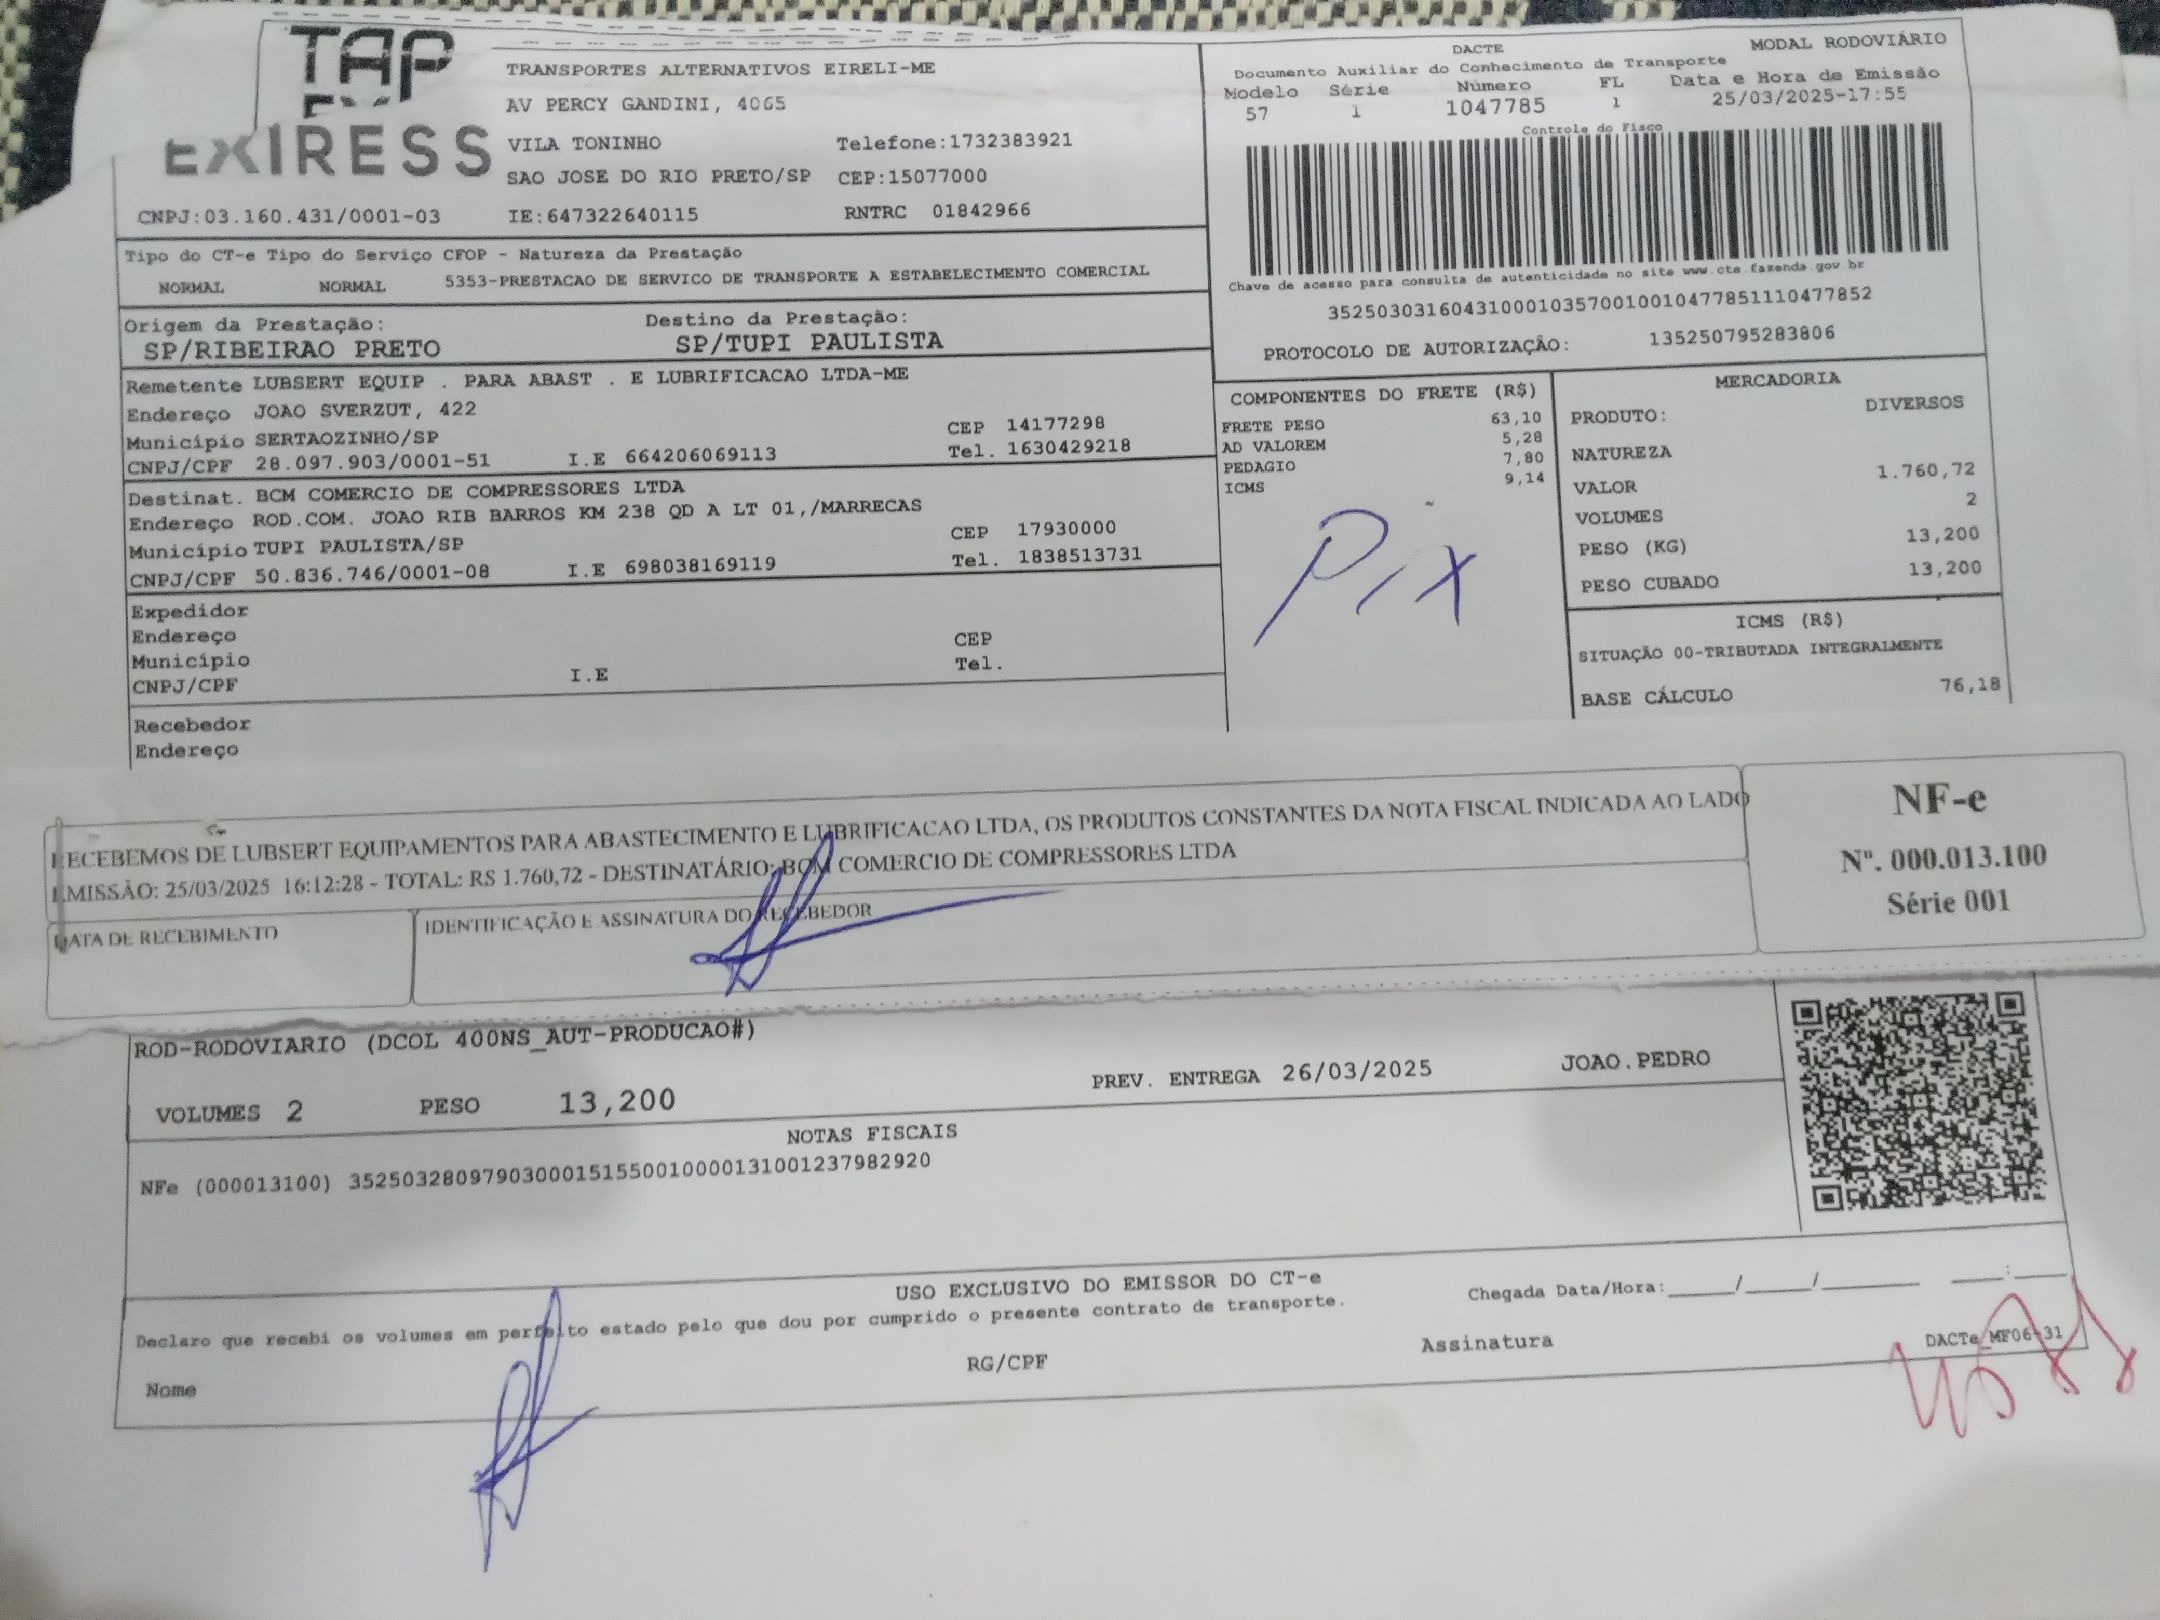 TAP
EXPRESS
TRANSPORTES ALTERNATIVOS EIRELI-ME
AV PERCY GANDINI, 4065
VILA TONINHO Telefone:1732383921
SAO JOSE DO RIO PRETO/SP CEP:15077000
CNPJ:03.160.431/0001-03 IE:647322640115 RNTRC 01842966
DACTE MODAL RODOVIÁRIO
Documento Auxiliar do Conhecimento de Transporte
Modelo Série Número FL Data e Hora de Emissão
57 1 1047785 1 25/03/2025-17:55
Controle do Fisco
Chave de acesso para consulta de autenticidade no site www.cte.fazenda.gov.br
35250303160431000103570010010477851110477852
PROTOCOLO DE AUTORIZAÇÃO: 135250795283806
Tipo do CT-e Tipo do Serviço CFOP - Natureza da Prestação
NORMAL NORMAL 5353-PRESTACAO DE SERVICO DE TRANSPORTE A ESTABELECIMENTO COMERCIAL
Origem da Prestação: Destino da Prestação:
SP/RIBEIRAO PRETO SP/TUPI PAULISTA
Remetente LUBSERT EQUIP . PARA ABAST . E LUBRIFICACAO LTDA-ME
Endereço JOAO SVERZUT, 422
Município SERTAOZINHO/SP CEP 14177298
CNPJ/CPF 28.097.903/0001-51 I.E 664206069113 Tel. 1630429218
Destinat. BCM COMERCIO DE COMPRESSORES LTDA
Endereço ROD.COM. JOAO RIB BARROS KM 238 QD A LT 01,/MARRECAS
Município TUPI PAULISTA/SP CEP 17930000
CNPJ/CPF 50.836.746/0001-08 I.E 698038169119 Tel. 1838513731
Expedidor
Endereço
Município CEP
CNPJ/CPF I.E Tel.
Recebedor
Endereço
COMPONENTES DO FRETE (R$)
FRETE PESO 63,10
AD VALOREM 5,28
PEDAGIO 7,80
ICMS 9,14
Pix
MERCADORIA
PRODUTO: DIVERSOS
NATUREZA
VALOR 1.760,72
VOLUMES 2
PESO (KG) 13,200
PESO CUBADO 13,200
ICMS (R$)
SITUAÇÃO 00-TRIBUTADA INTEGRALMENTE
BASE CÁLCULO 76,18
RECEBEMOS DE LUBSERT EQUIPAMENTOS PARA ABASTECIMENTO E LUBRIFICACAO LTDA, OS PRODUTOS CONSTANTES DA NOTA FISCAL INDICADA AO LADO
EMISSÃO: 25/03/2025 16:12:28 - TOTAL: R$ 1.760,72 - DESTINATÁRIO: BCM COMERCIO DE COMPRESSORES LTDA
DATA DE RECEBIMENTO IDENTIFICAÇÃO E ASSINATURA DO RECEBEDOR
NF-e
Nº. 000.013.100
Série 001
ROD-RODOVIARIO (DCOL 400NS_AUT-PRODUCAO#)
VOLUMES 2 PESO 13,200 PREV. ENTREGA 26/03/2025 JOAO.PEDRO
NOTAS FISCAIS
NFe (000013100) 35250328097903000151550010000131001237982920
USO EXCLUSIVO DO EMISSOR DO CT-e
Declaro que recebi os volumes em perfeito estado pelo que dou por cumprido o presente contrato de transporte. Chegada Data/Hora:_____/_____/_______ ____:____
Nome RG/CPF Assinatura DACTe_MF06-31